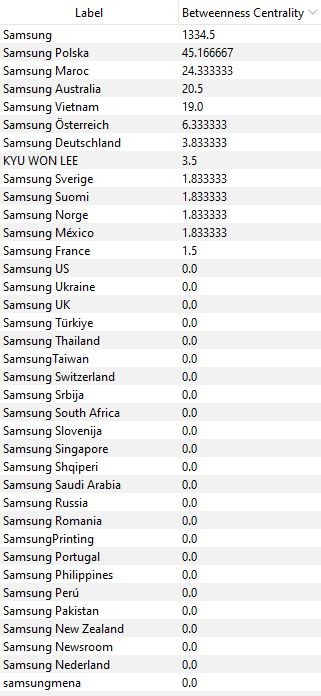 Label Betweenness Centrality
Samsung 1334.5
Samsung Polska 45.166667
Samsung Maroc 24.333333
Samsung Australia 20.5
Samsung Vietnam 19.0
Samsung Österreich 6.333333
Samsung Deutschland 3.833333
KYU WON LEE 3.5
Samsung Sverige 1.833333
Samsung Suomi 1.833333
Samsung Norge 1.833333
Samsung México 1.833333
Samsung France 1.5
Samsung US 0.0
Samsung Ukraine 0.0
Samsung UK 0.0
Samsung Türkiye 0.0
Samsung Thailand 0.0
SamsungTaiwan 0.0
Samsung Switzerland 0.0
Samsung Srbija 0.0
Samsung South Africa 0.0
Samsung Slovenija 0.0
Samsung Singapore 0.0
Samsung Shqiperi 0.0
Samsung Saudi Arabia 0.0
Samsung Russia 0.0
Samsung Romania 0.0
SamsungPrinting 0.0
Samsung Portugal 0.0
Samsung Philippines 0.0
Samsung Perú 0.0
Samsung Pakistan 0.0
Samsung New Zealand 0.0
Samsung Newsroom 0.0
Samsung Nederland 0.0
samsungmena 0.0